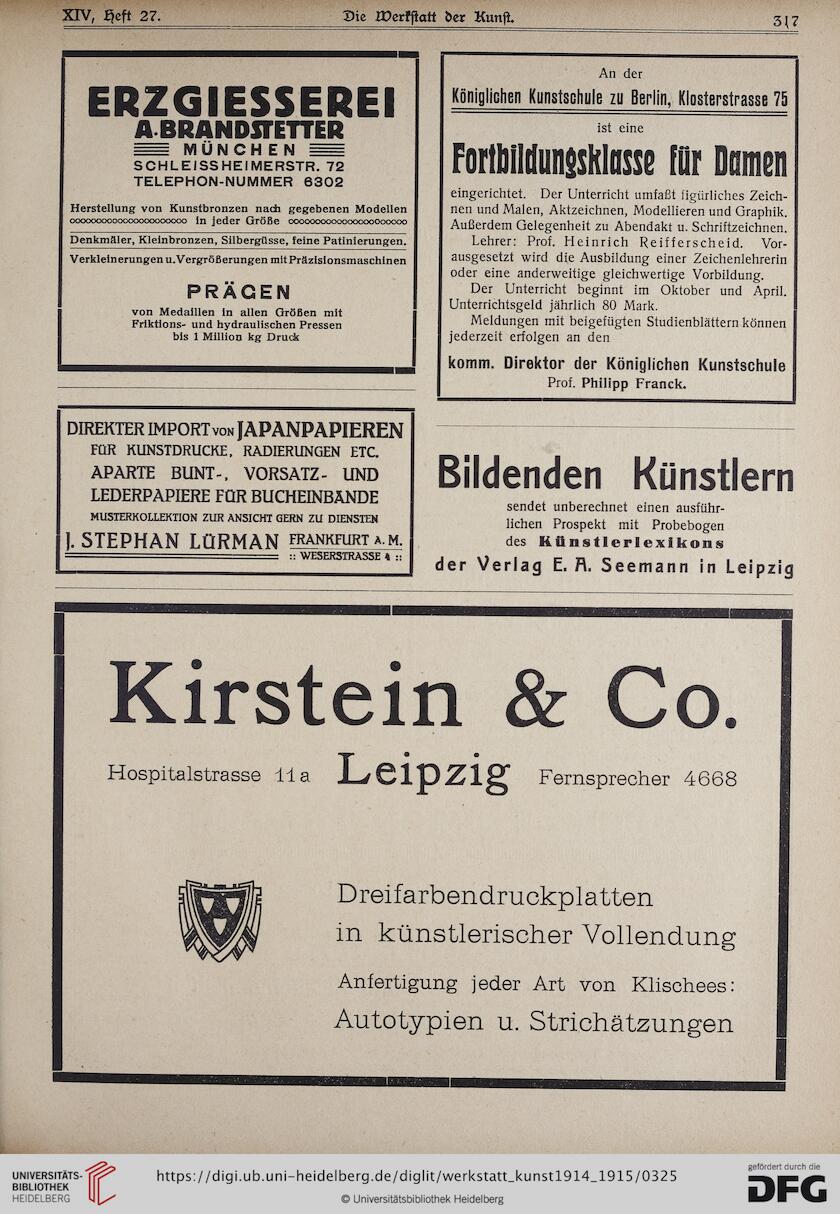 XIV, Heft 27.
Die Werkstatt der Kunst.
317
ERZGIESSEREI
A. BRANDSTETTER
MÜNCHEN
SCHLEISSHEIMERSTR. 72
TELEPHON-NUMMER 6302
Herstellung von Kunstbronzen nach gegebenen Modellen
in jeder Größe
Denkmäler, Kleinbronzen, Silbergüsse, feine Patinierungen.
Verkleinerungen u. Vergrößerungen mit Präzisionsmaschinen
PRÄGEN
von Medaillen in allen Größen mit
Friktions- und hydraulischen Pressen
bis 1 Million kg Druck
An der
Königlichen Kunstschule zu Berlin, Klosterstrasse 75
ist eine
Fortbildungsklasse für Damen
eingerichtet. Der Unterricht umfaßt figürliches Zeich-
nen und Malen, Aktzeichnen, Modellieren und Graphik.
Außerdem Gelegenheit zu Abendakt u. Schriftzeichnen.
Lehrer: Prof. Heinrich Reifferscheid. Vor-
ausgesetzt wird die Ausbildung einer Zeichenlehrerin
oder eine anderweitige gleichwertige Vorbildung.
Der Unterricht beginnt im Oktober und April.
Unterrichtsgeld jährlich 80 Mark.
Meldungen mit beigefügten Studienblättern können
jederzeit erfolgen an den
komm. Direktor der Königlichen Kunstschule
Prof. Philipp Franck.
DIREKTER IMPORT VON JAPANPAPIEREN
FÜR KUNSTDRUCKE, RADIERUNGEN ETC.
APARTE BUNT-, VORSATZ- UND
LEDERPAPIERE FÜR BUCHEINBÄNDE
MUSTERKOLLEKTION ZUR ANSICHT GERN ZU DIENSTEN
J. STEPHAN LÜRMAN FRANKFURT A. M.
:: WESERSTRASSE 4 ::
Bildenden Künstlern
sendet unberechnet einen ausführ-
lichen Prospekt mit Probebogen
des Künstlerlexikons
der Verlag E. A. Seemann in Leipzig
Kirstein & Co.
Hospitalstrasse 11a Leipzig Fernsprecher 4668
Dreifarbendruckplatten
in künstlerischer Vollendung
Anfertigung jeder Art von Klischees:
Autotypien u. Strichätzungen
UNIVERSITÄTS-
BIBLIOTHEK
HEIDELBERG
https://digi.ub.uni-heidelberg.de/diglit/werkstatt_kunst1914_1915/0325
© Universitätsbibliothek Heidelberg
gefördert durch die
DFG